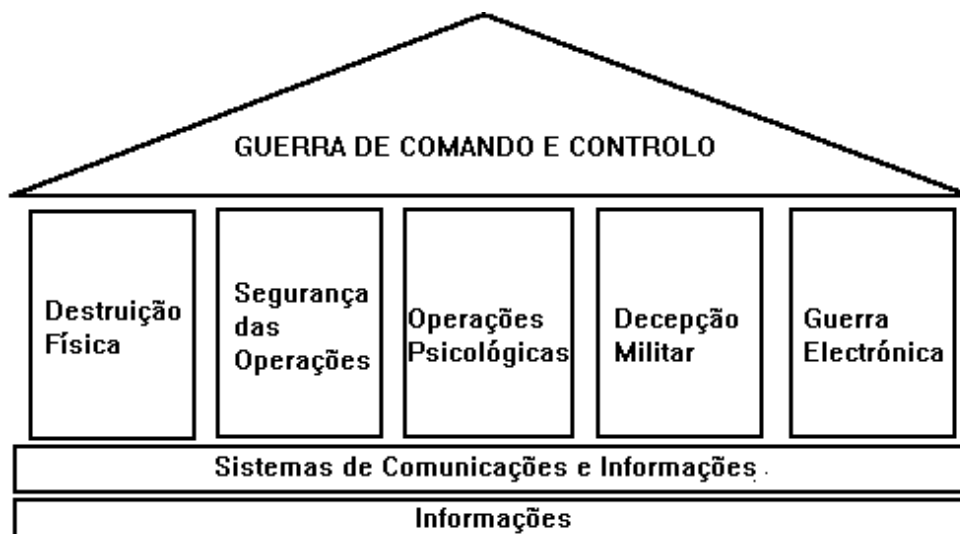 GUERRA DE COMANDO E CONTROLO
Destruição
Física
Segurança
das
Operações
Operações
Psicológicas
Decepção
Militar
Guerra
Electrónica
Sistemas de Comunicações e Informações
Informações